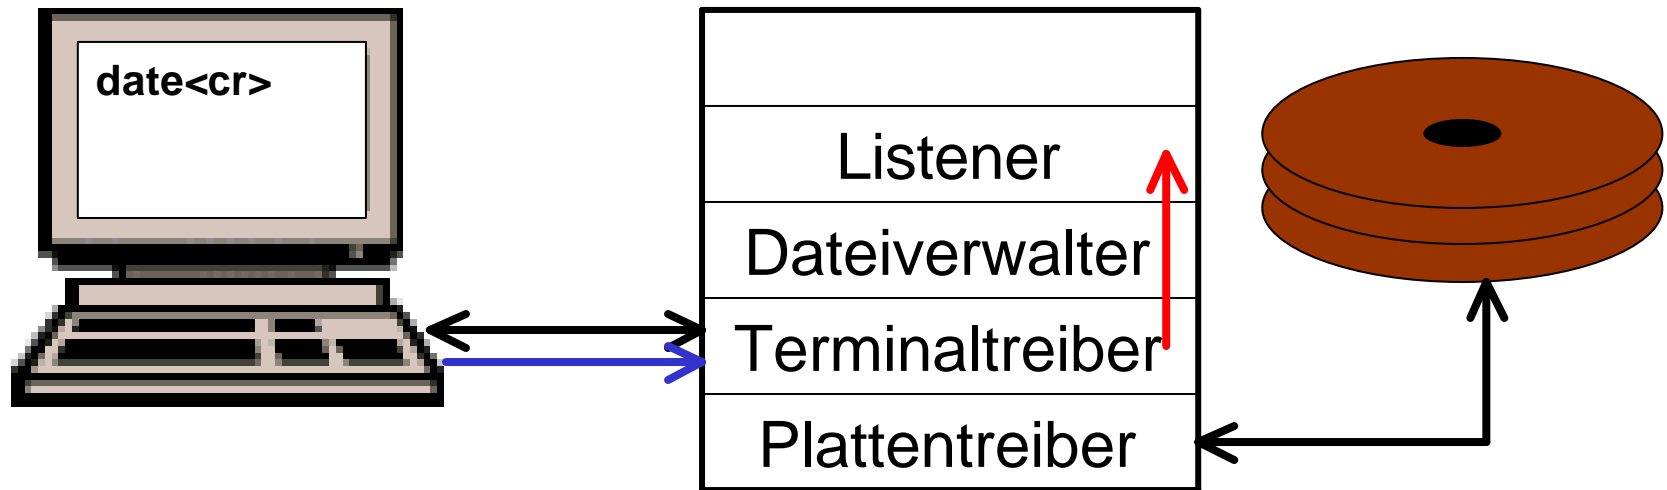 date<cr>
Listener
Dateiverwalter
Terminaltreiber
Plattentreiber